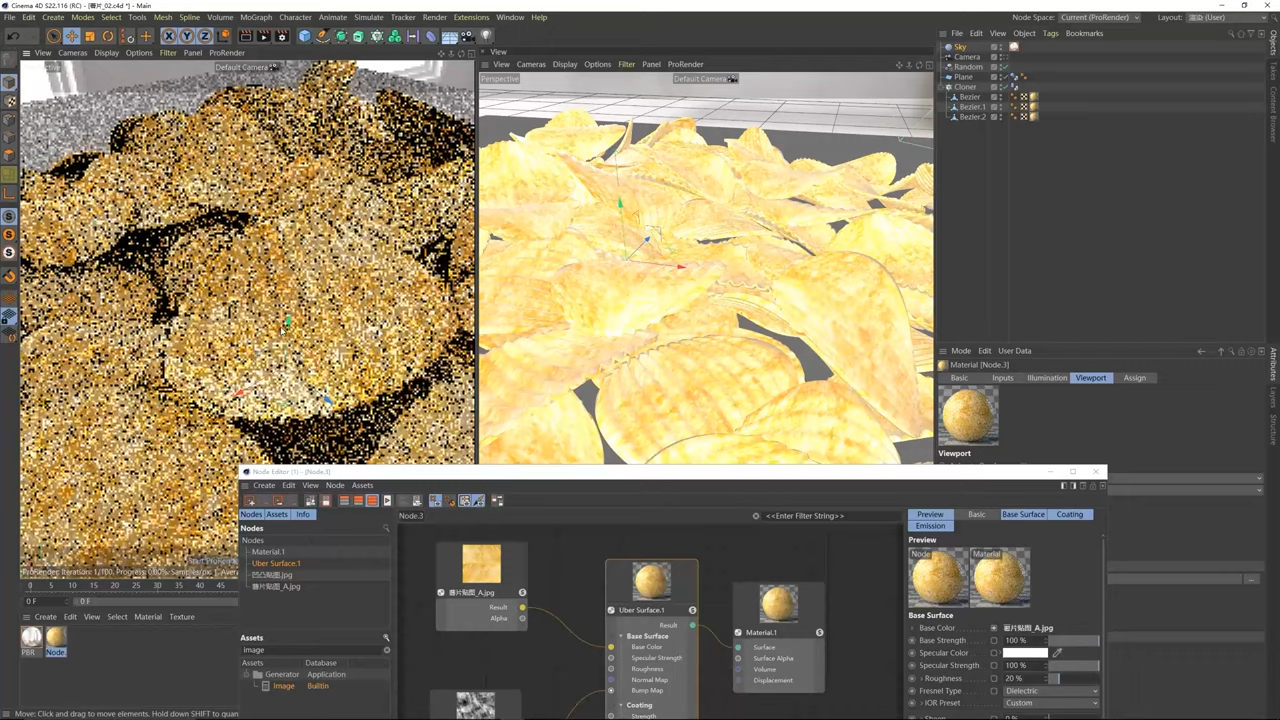 Cinema 4D S22.116 (RC) - [薯片_02.c4d *] - Main
File Edit Create Modes Select Tools Mesh Spline Volume MoGraph Character Animate Simulate Tracker Render Extensions Window Help
Node Space: Current (ProRender) Layout: 渲染 (User)
View Cameras Display Options Filter Panel ProRender
Default Camera
View
View Cameras Display Options Filter Panel ProRender
Perspective Default Camera
File Edit View Object Tags Bookmarks
Sky
Camera
Random
Plane
Cloner
Bezier
Bezier.1
Bezier.2
Objects
Takes
Content Browser
Attributes
Layers
Structure
Mode Edit User Data
Material [Node.3]
Basic Inputs Illumination Viewport Assign
Viewport
0 5 10 15 20 25 30 35 40 45
0 F 0 F
Create Edit View Select Material Texture
PBR Node
Move: Click and drag to move elements. Hold down SHIFT to quan
Node Editor (1) - [Node.3]
Create Edit View Node Assets
Nodes Assets Info
Nodes
Nodes
Material.1
Uber Surface.1
凹凸贴图.jpg
薯片贴图_A.jpg
Assets
image
Assets Database
Generator Application
Image Builtin
Node.3 <<Enter Filter String>>
薯片贴图_A.jpg
Result
Alpha
Uber Surface.1
Result
Base Surface
Base Color
Specular Strength
Roughness
Normal Map
Bump Map
Coating
Strength
Material.1
Surface
Surface Alpha
Volume
Displacement
Preview Basic Base Surface Coating
Emission
Preview
Node Material
Base Surface
Base Color 薯片贴图_A.jpg
Base Strength 100 %
Specular Color
Specular Strength 100 %
Roughness 20 %
Fresnel Type Dielectric
IOR Preset Custom